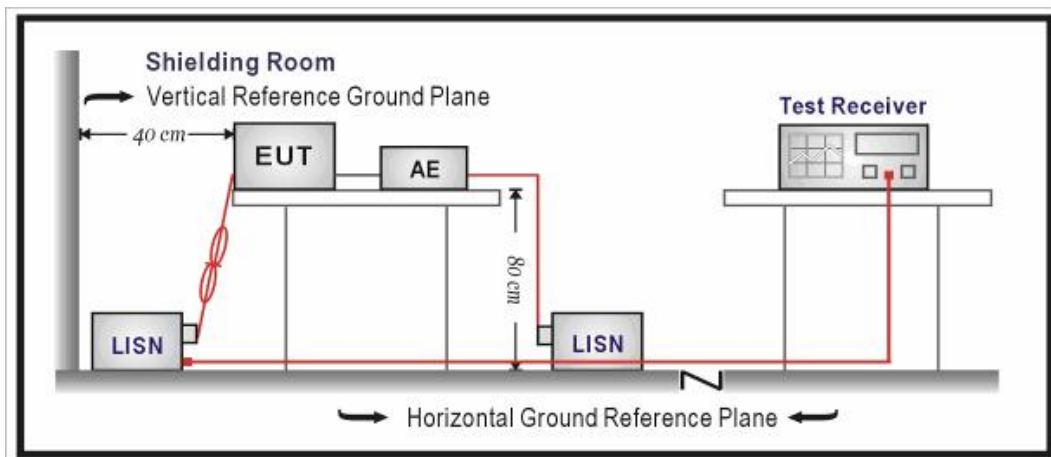 Shielding Room
Vertical Reference Ground Plane
40 cm
EUT
AE
Test Receiver
80 cm
LISN
LISN
Horizontal Ground Reference Plane